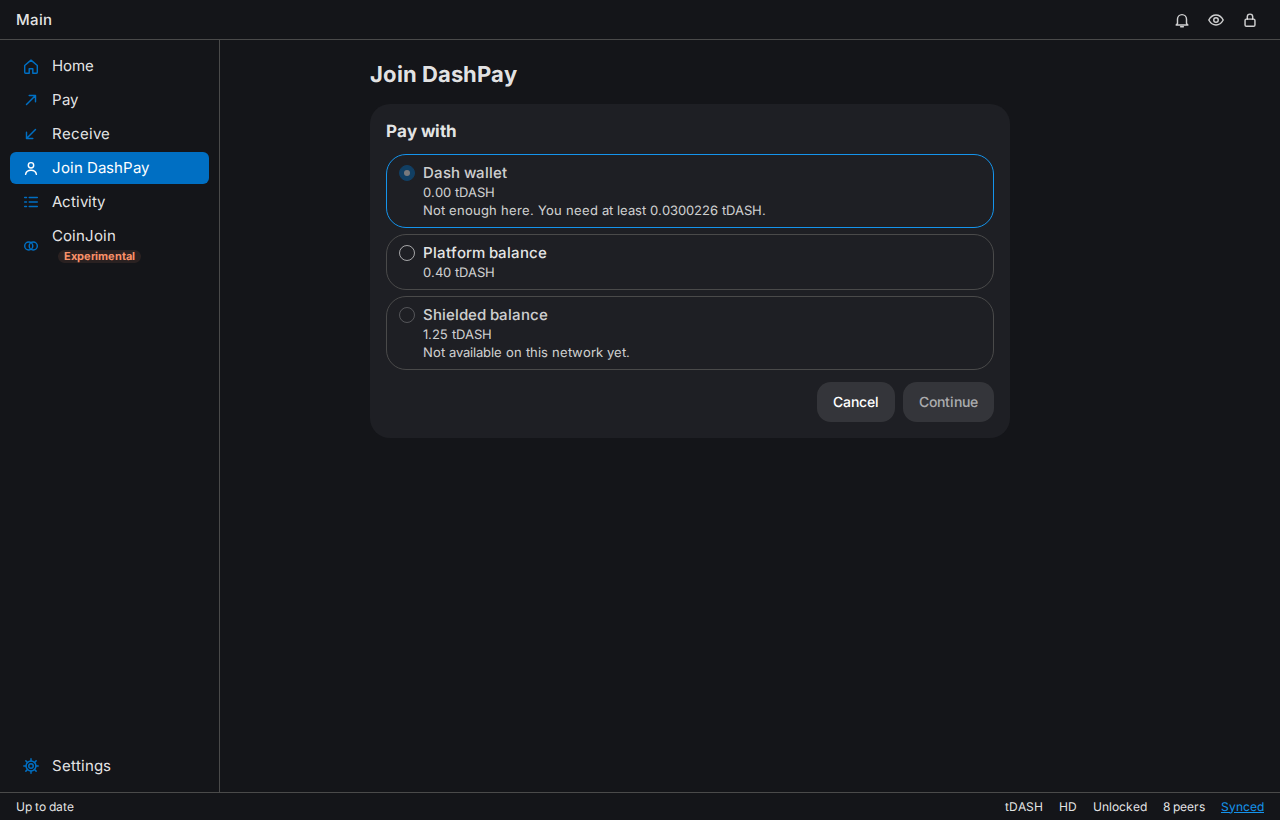 Main
Home
Pay
Receive
Join DashPay
Activity
CoinJoin
Experimental
Settings
Join DashPay
Pay with
Dash wallet
0.00 tDASH
Not enough here. You need at least 0.0300226 tDASH.
Platform balance
0.40 tDASH
Shielded balance
1.25 tDASH
Not available on this network yet.
Cancel
Continue
Up to date
tDASH
HD
Unlocked
8 peers
Synced